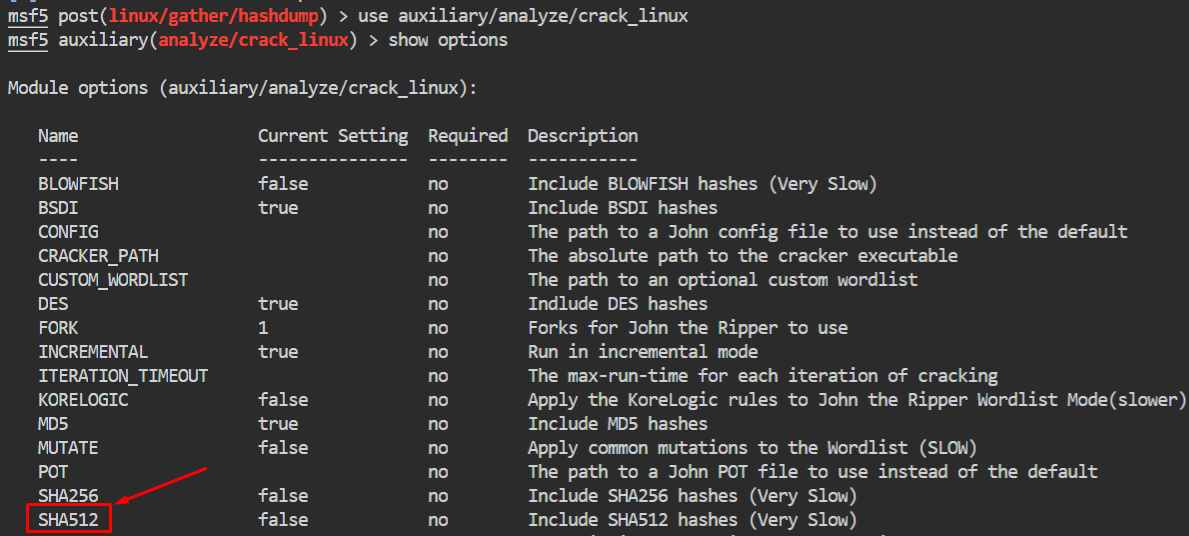 msf5 post(linux/gather/hashdump) > use auxiliary/analyze/crack_linux
msf5 auxiliary(analyze/crack_linux) > show options
Module options (auxiliary/analyze/crack_linux):
Name Current Setting Required Description
---- --------------- -------- -----------
BLOWFISH false no Include BLOWFISH hashes (Very Slow)
BSDI true no Include BSDI hashes
CONFIG no The path to a John config file to use instead of the default
CRACKER_PATH no The absolute path to the cracker executable
CUSTOM_WORDLIST no The path to an optional custom wordlist
DES true no Indlude DES hashes
FORK 1 no Forks for John the Ripper to use
INCREMENTAL true no Run in incremental mode
ITERATION_TIMEOUT no The max-run-time for each iteration of cracking
KORELOGIC false no Apply the KoreLogic rules to John the Ripper Wordlist Mode(slower)
MD5 true no Include MD5 hashes
MUTATE false no Apply common mutations to the Wordlist (SLOW)
POT no The path to a John POT file to use instead of the default
SHA256 false no Include SHA256 hashes (Very Slow)
SHA512 false no Include SHA512 hashes (Very Slow)